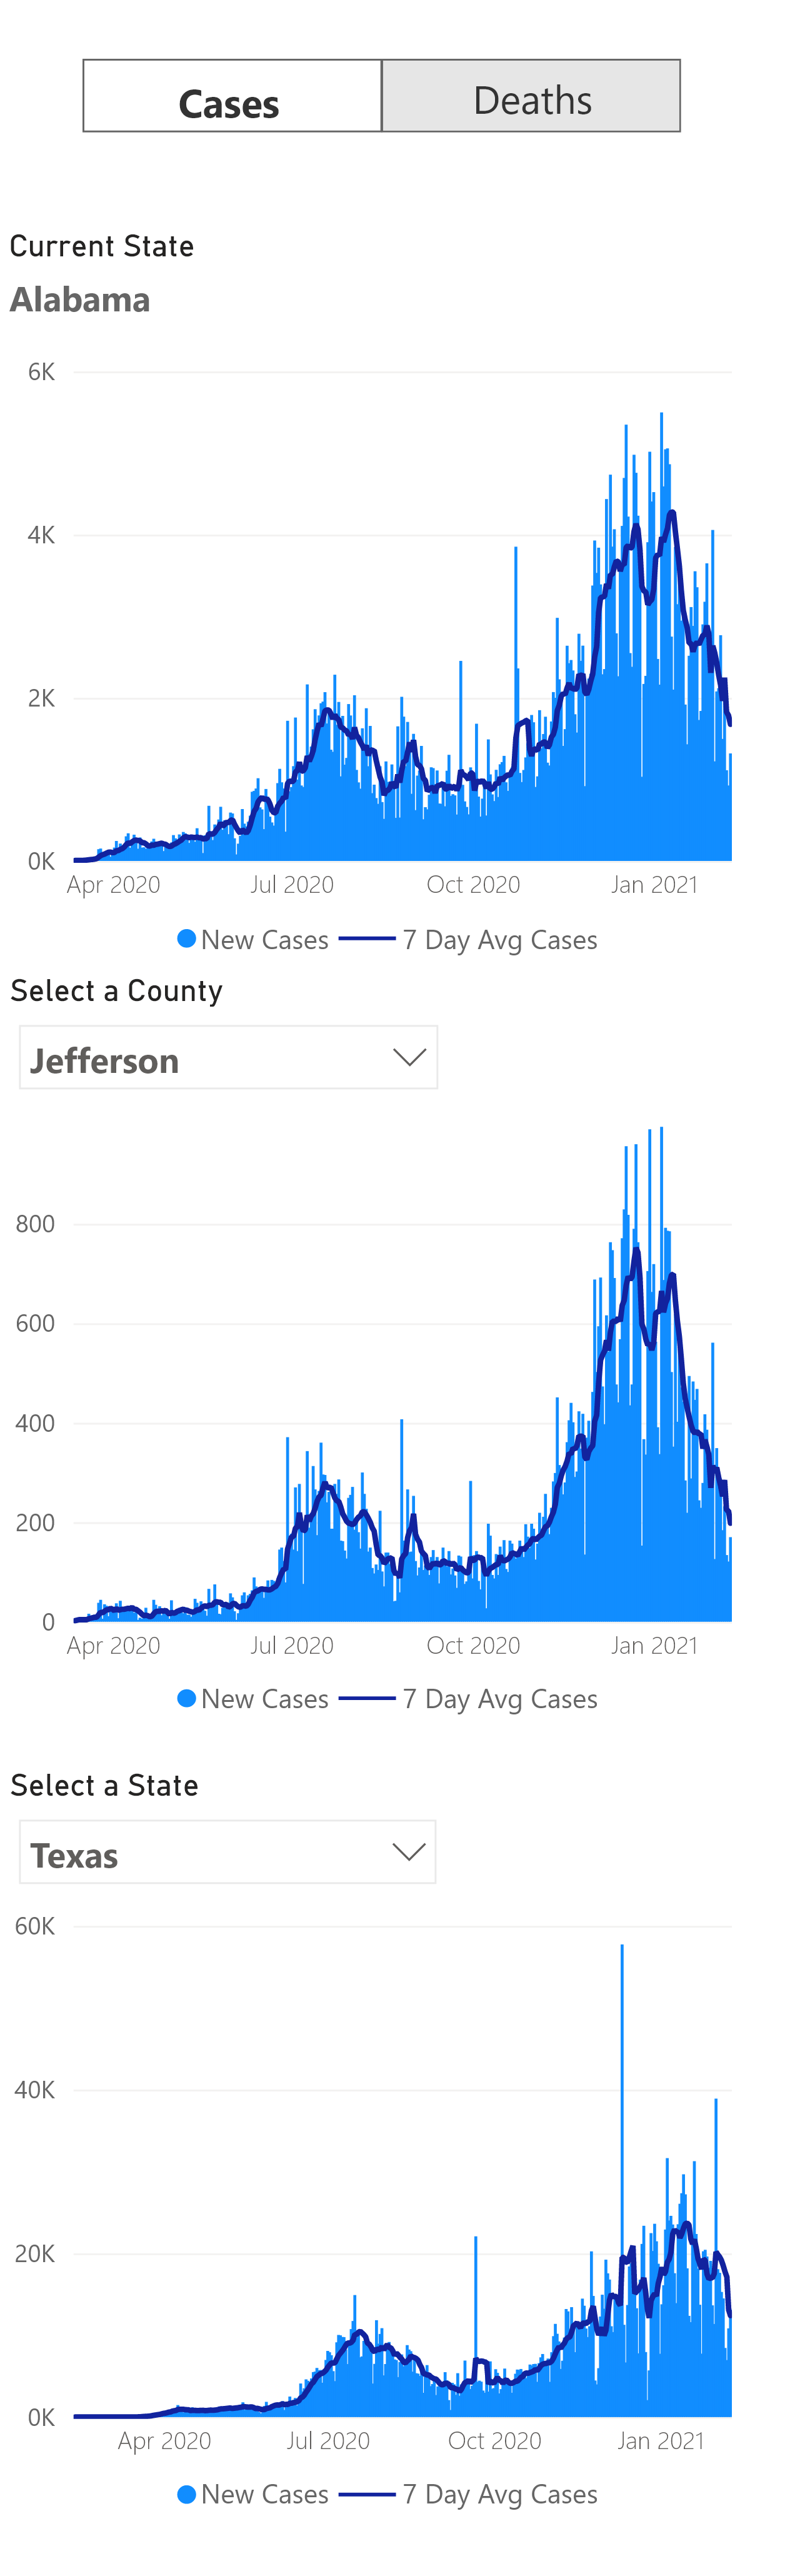 Cases Deaths
Current State
Alabama
6K
4K
2K
0K
Apr 2020 Jul 2020 Oct 2020 Jan 2021
New Cases 7 Day Avg Cases
Select a County
Jefferson
800
600
400
200
0
Apr 2020 Jul 2020 Oct 2020 Jan 2021
New Cases 7 Day Avg Cases
Select a State
Texas
60K
40K
20K
0K
Apr 2020 Jul 2020 Oct 2020 Jan 2021
New Cases 7 Day Avg Cases